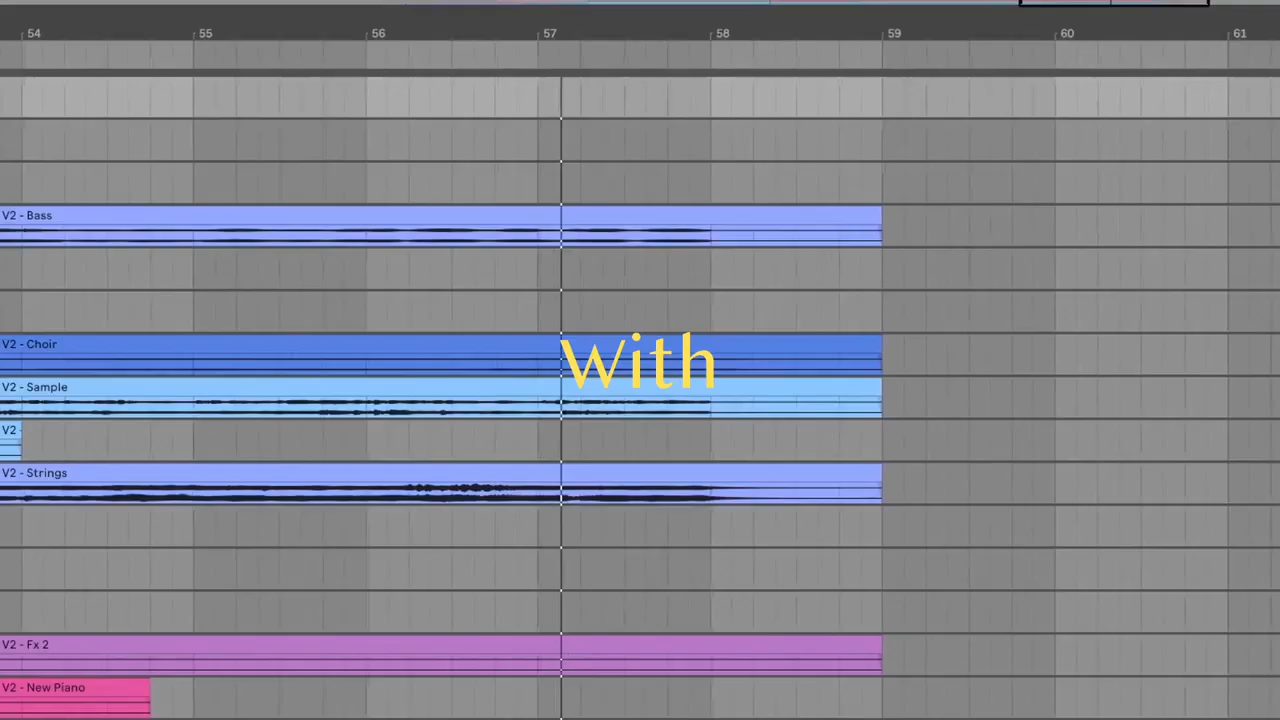 54 55 56 57 58 59 60 61
V2 - Bass
V2 - Choir
With
V2 - Sample
V2 -
V2 - Strings
V2 - Fx 2
V2 - New Piano